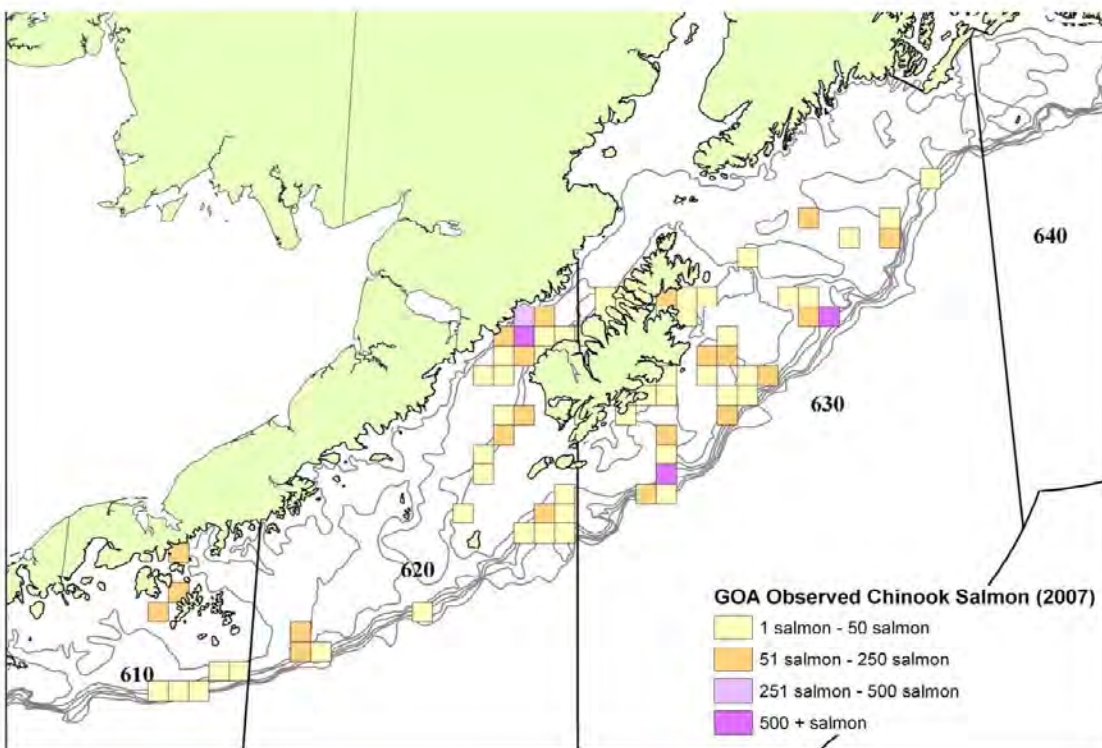 640
630
620
610
GOA Observed Chinook Salmon (2007)
1 salmon - 50 salmon
51 salmon - 250 salmon
251 salmon - 500 salmon
500 + salmon